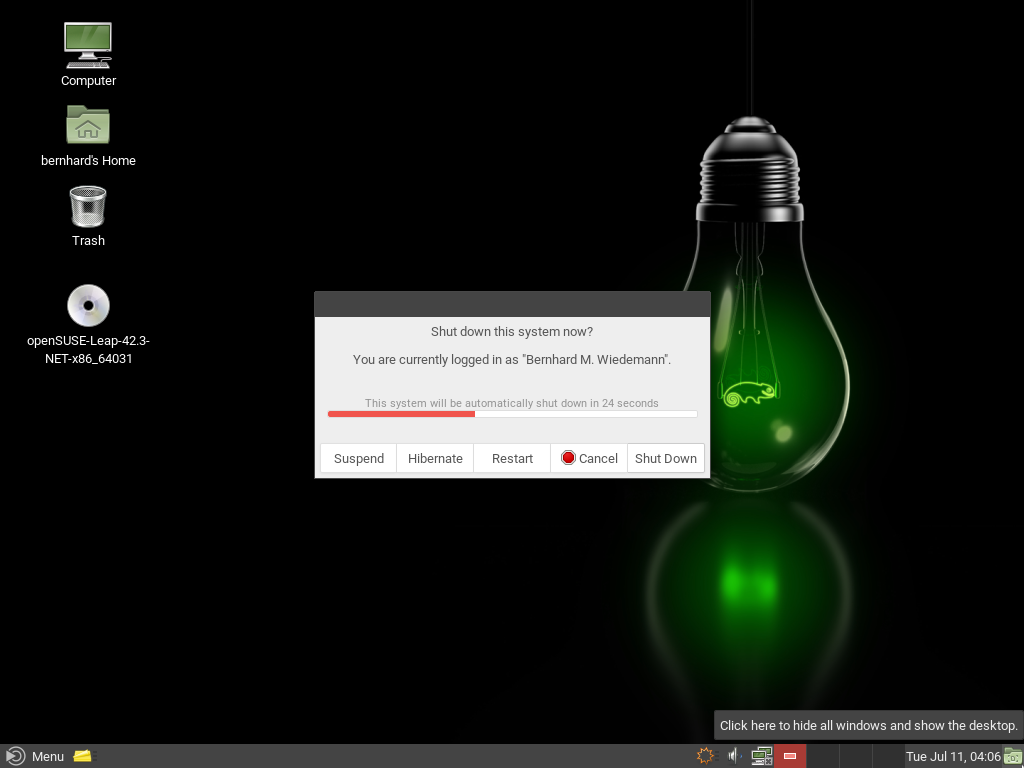 Computer
bernhard's Home
Trash
openSUSE-Leap-42.3-
NET-x86_64031
Shut down this system now?
You are currently logged in as "Bernhard M. Wiedemann".
This system will be automatically shut down in 24 seconds
Suspend Hibernate Restart Cancel Shut Down
Click here to hide all windows and show the desktop.
Menu Tue Jul 11, 04:06